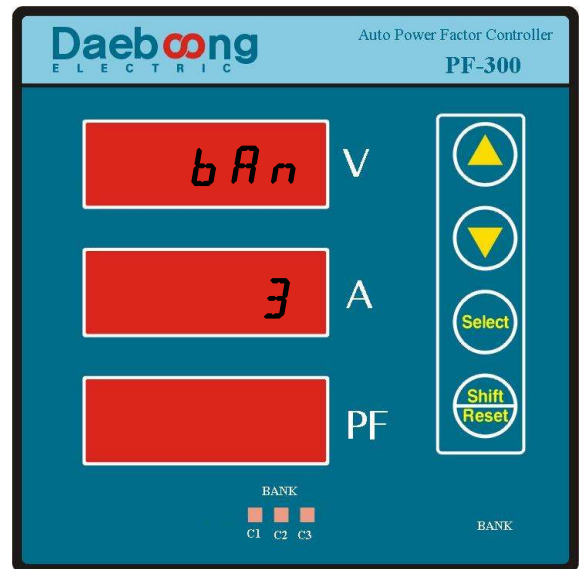 Daeboong
ELECTRIC
Auto Power Factor Controller
PF-300
bAn V
3 A
PF
Select
Shift
Reset
BANK
C1 C2 C3
BANK